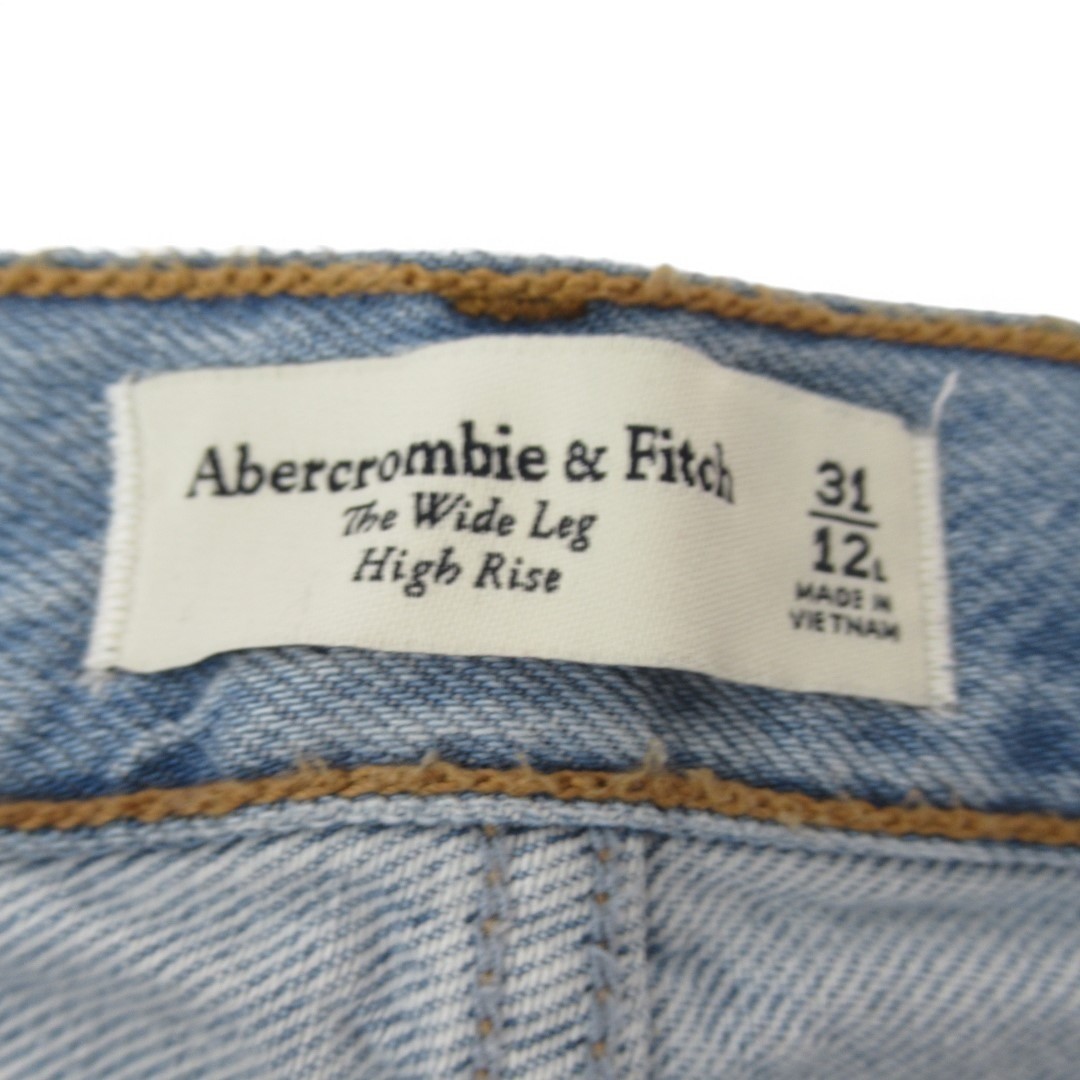 Abercrombie & Fitch
The Wide Leg
High Rise
31
12L
MADE IN
VIETNAM